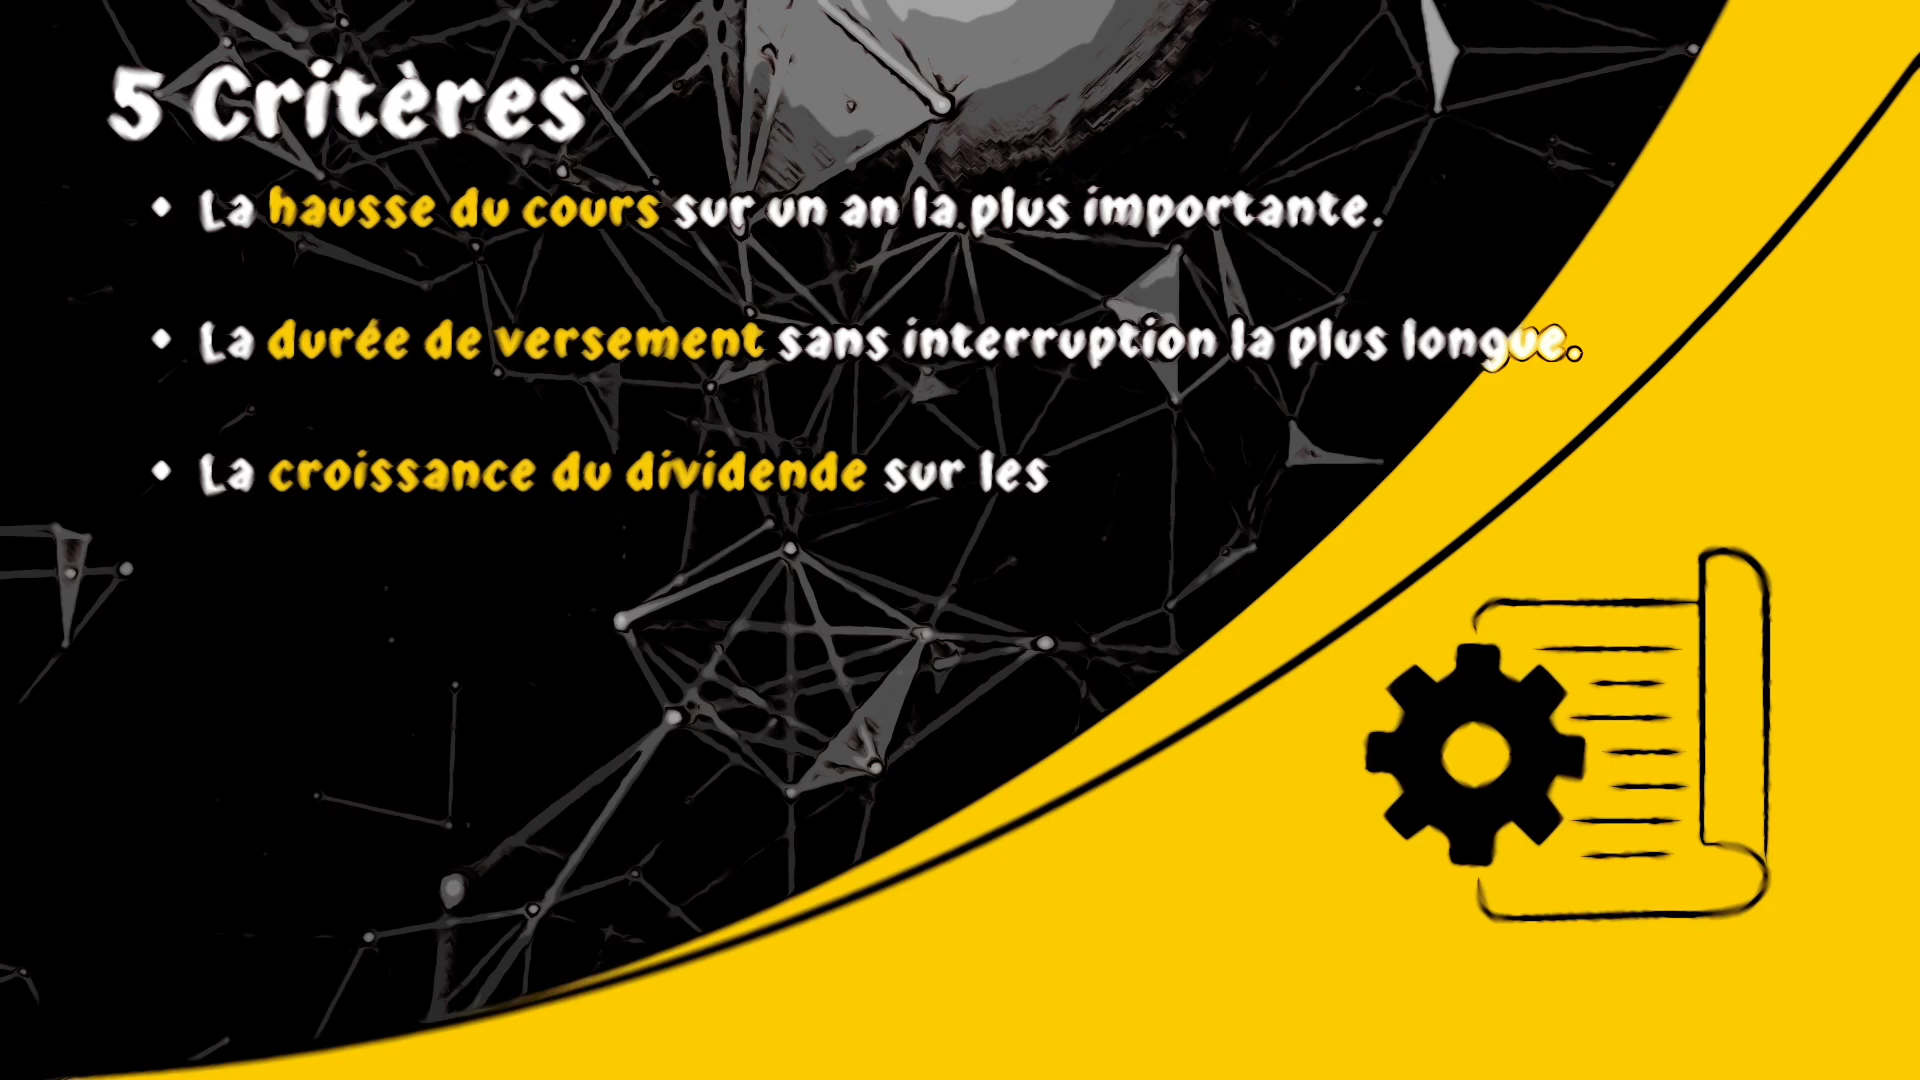 5 Critères
• La hausse du cours sur un an la plus importante.
• La durée de versement sans interruption la plus longue.
• La croissance du dividende sur les